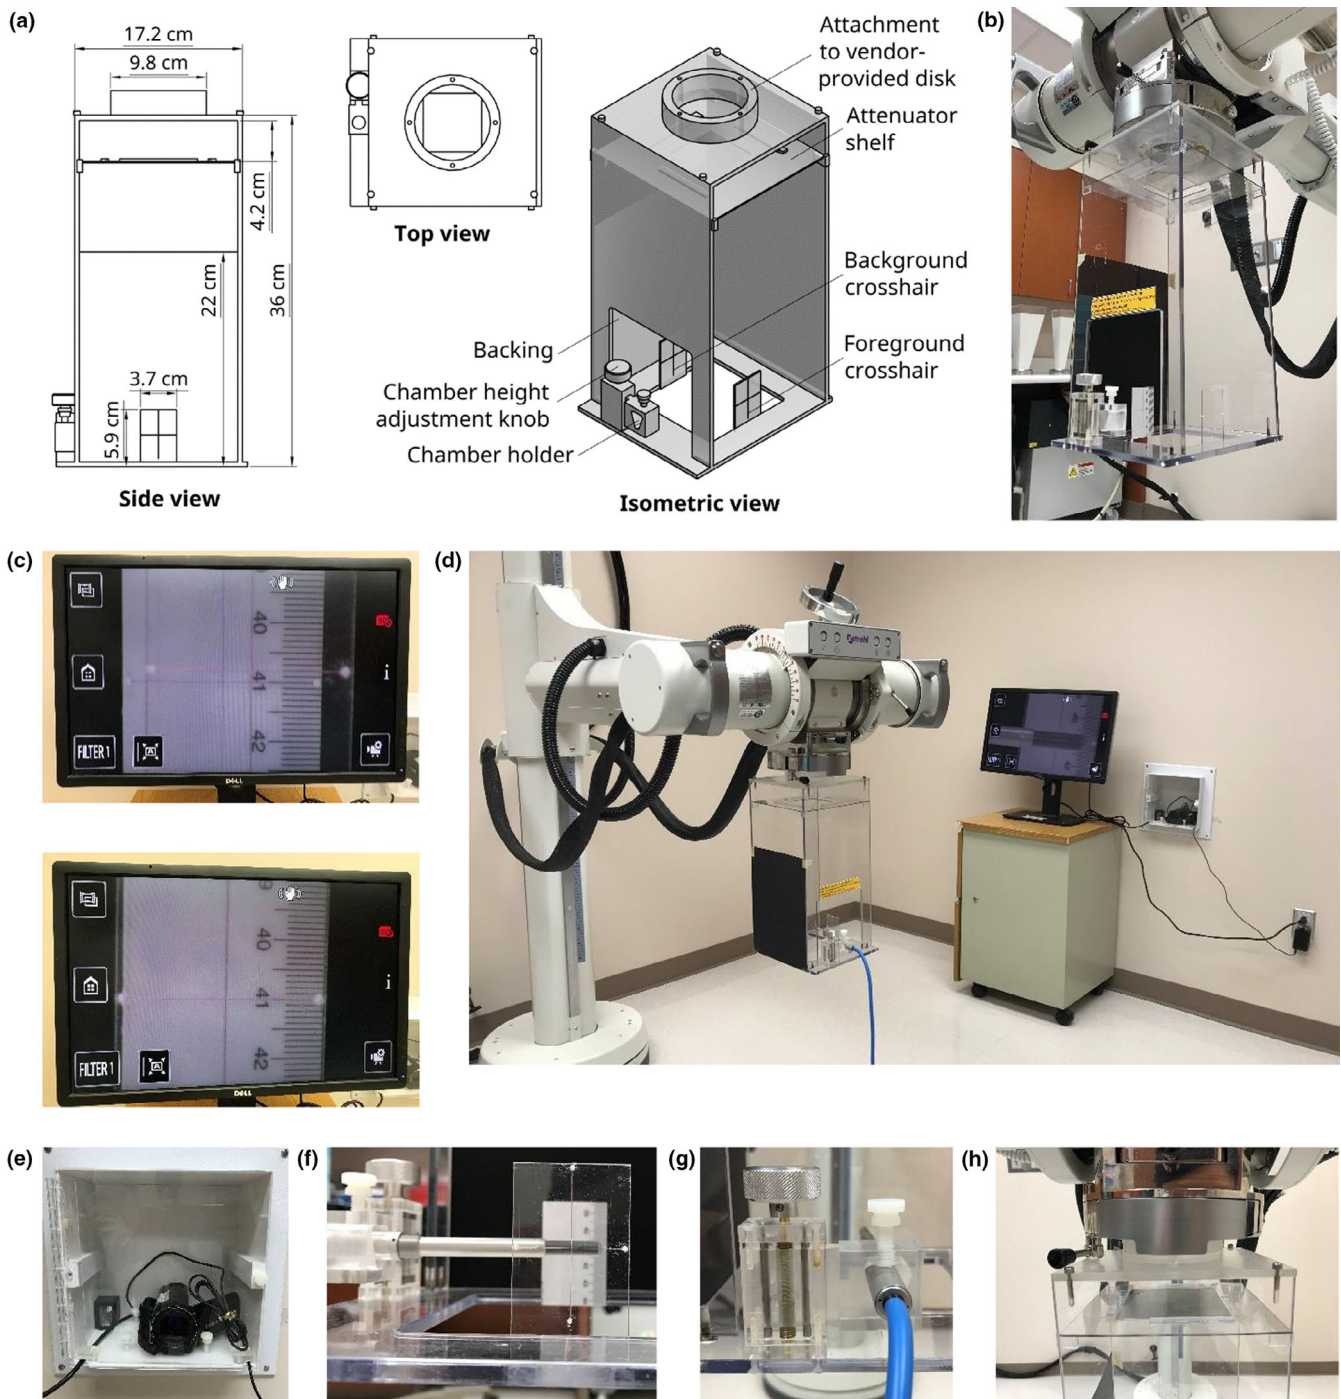 (a)
17.2 cm
9.8 cm
4.2 cm
22 cm
36 cm
3.7 cm
5.9 cm
Side view
Top view
Attachment
to vendor-
provided disk
Attenuator
shelf
Background
crosshair
Foreground
crosshair
Backing
Chamber height
adjustment knob
Chamber holder
Isometric view
(b)
(c)
40
41
42
i
FILTER 1
DELL
9
40
41
42
i
FILTER 1
DELL
(d)
(e)
(f)
(g)
(h)